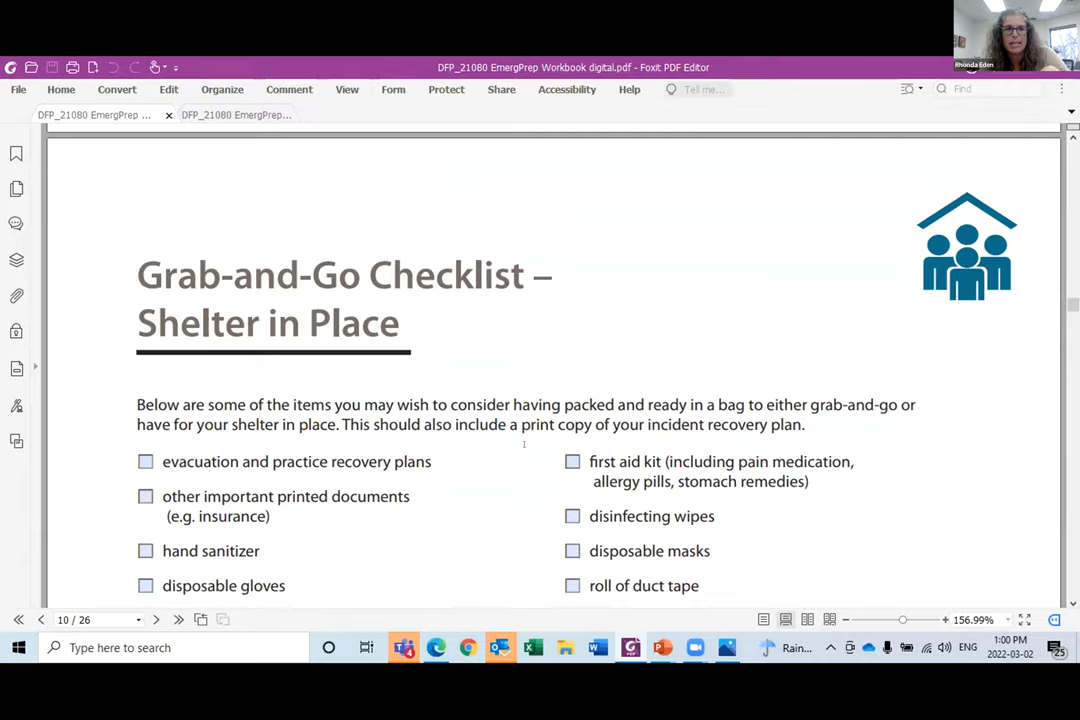 Rhonda Eden
DFP_21080 EmergPrep Workbook digital.pdf - Foxit PDF Editor
File Home Convert Edit Organize Comment View Form Protect Share Accessibility Help Tell me... Find
DFP_21080 EmergPrep ... DFP_21080 EmergPrep...
Grab-and-Go Checklist –
Shelter in Place
Below are some of the items you may wish to consider having packed and ready in a bag to either grab-and-go or
have for your shelter in place. This should also include a print copy of your incident recovery plan.
evacuation and practice recovery plans
other important printed documents
(e.g. insurance)
hand sanitizer
disposable gloves
first aid kit (including pain medication,
allergy pills, stomach remedies)
disinfecting wipes
disposable masks
roll of duct tape
10 / 26
156.99%
Type here to search
4
Rain...
ENG
1:00 PM
2022-03-02
25